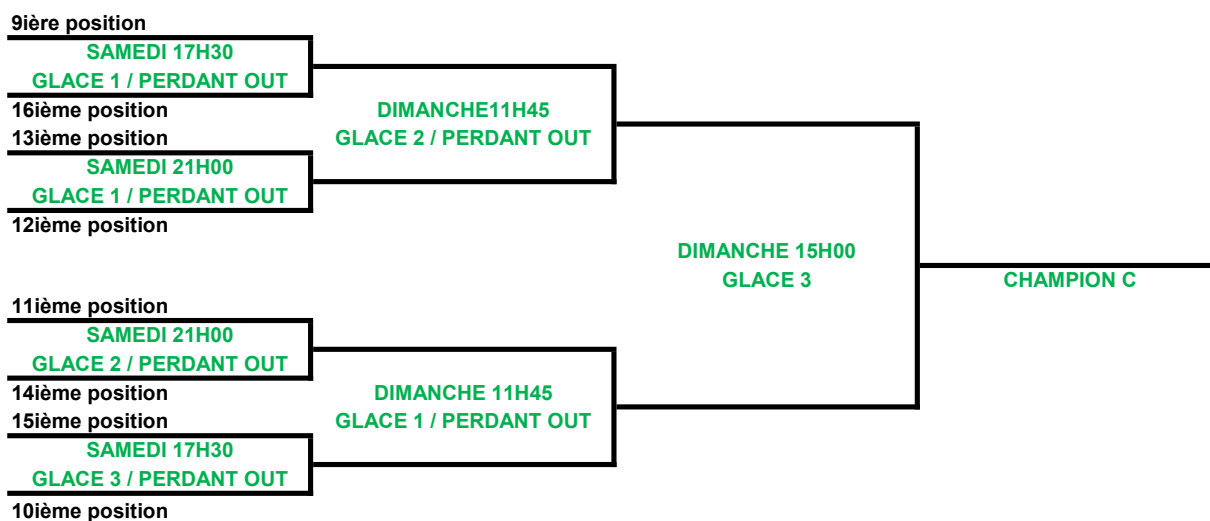 9ière position
SAMEDI 17H30
GLACE 1 / PERDANT OUT
16ième position
13ième position
SAMEDI 21H00
GLACE 1 / PERDANT OUT
12ième position
DIMANCHE11H45
GLACE 2 / PERDANT OUT
11ième position
SAMEDI 21H00
GLACE 2 / PERDANT OUT
14ième position
15ième position
SAMEDI 17H30
GLACE 3 / PERDANT OUT
10ième position
DIMANCHE 11H45
GLACE 1 / PERDANT OUT
DIMANCHE 15H00
GLACE 3
CHAMPION C